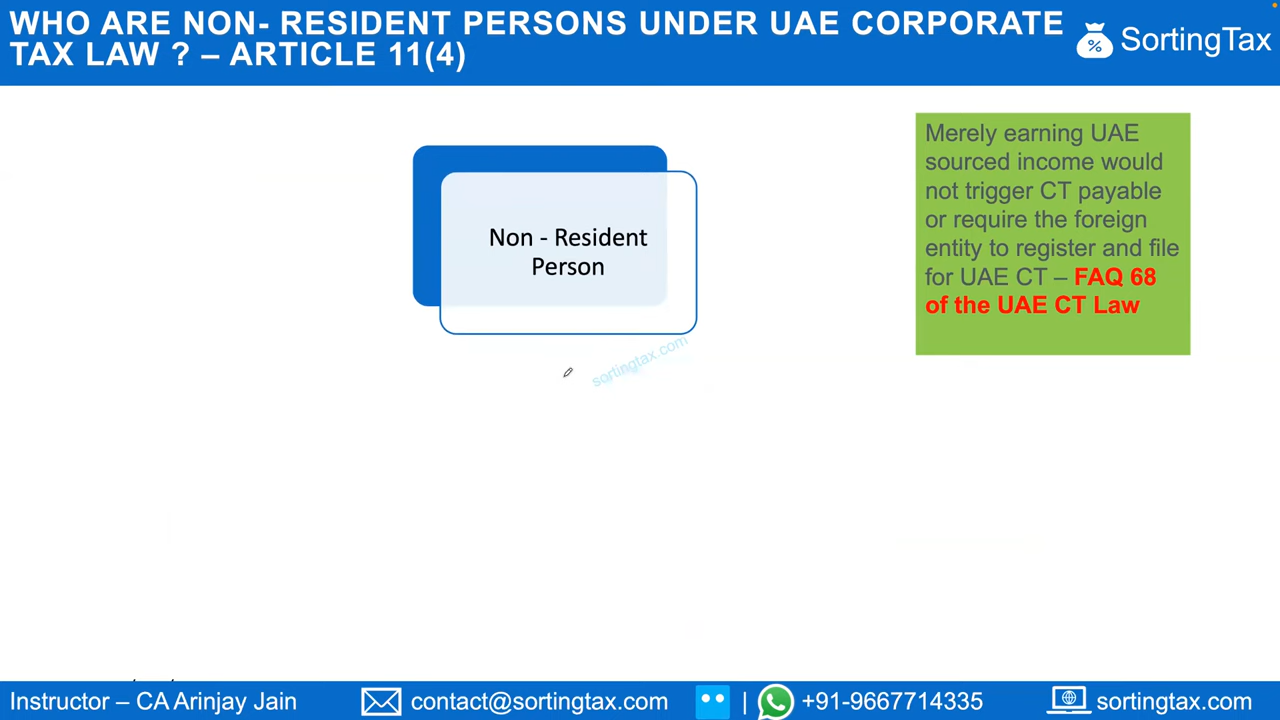 WHO ARE NON- RESIDENT PERSONS UNDER UAE CORPORATE
TAX LAW ? – ARTICLE 11(4)
%
SortingTax
Merely earning UAE
sourced income would
not trigger CT payable
or require the foreign
entity to register and file
for UAE CT – FAQ 68
of the UAE CT Law
Non - Resident
Person
sortingtax.com
Instructor – CA Arinjay Jain
contact@sortingtax.com
| +91-9667714335
sortingtax.com